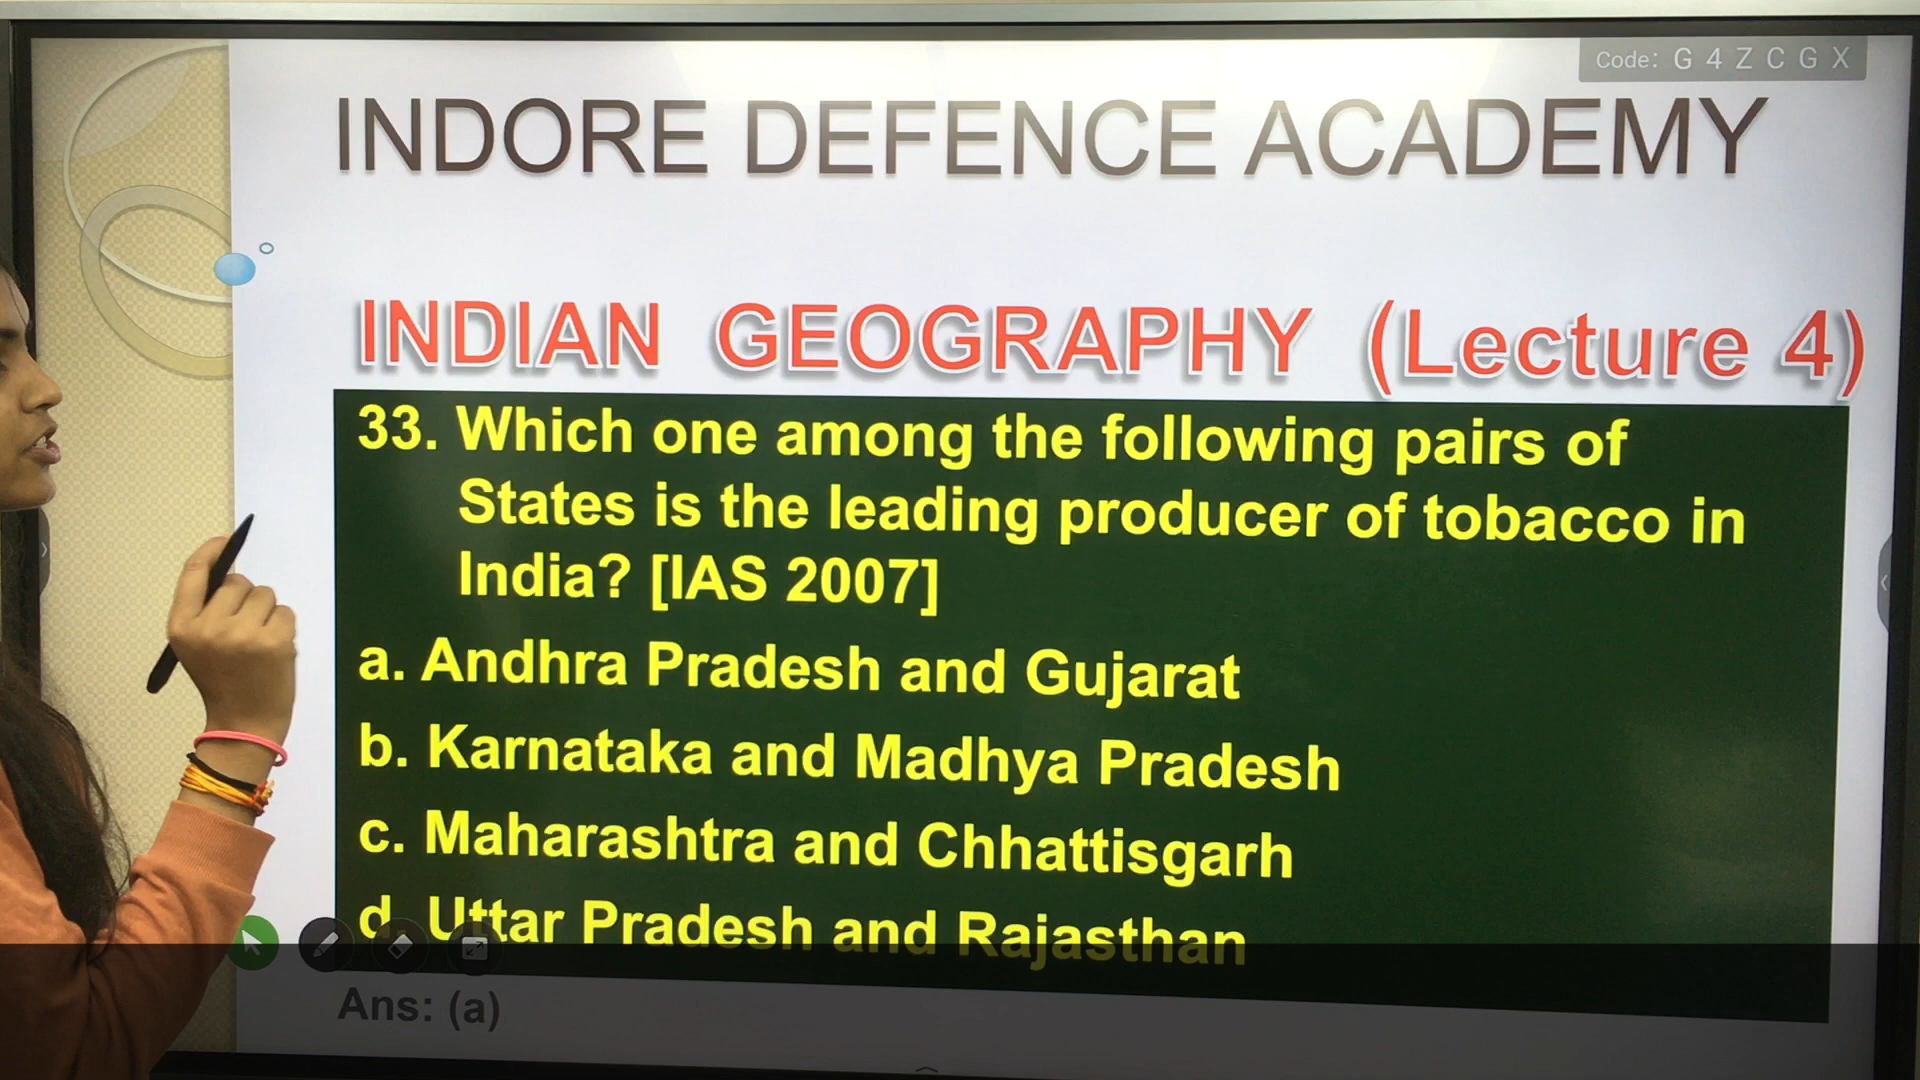 Code: G 4 Z C G X
INDORE DEFENCE ACADEMY
INDIAN GEOGRAPHY (Lecture 4)
33. Which one among the following pairs of
States is the leading producer of tobacco in
India? [IAS 2007]
a. Andhra Pradesh and Gujarat
b. Karnataka and Madhya Pradesh
c. Maharashtra and Chhattisgarh
d. Uttar Pradesh and Rajasthan
Ans: (a)